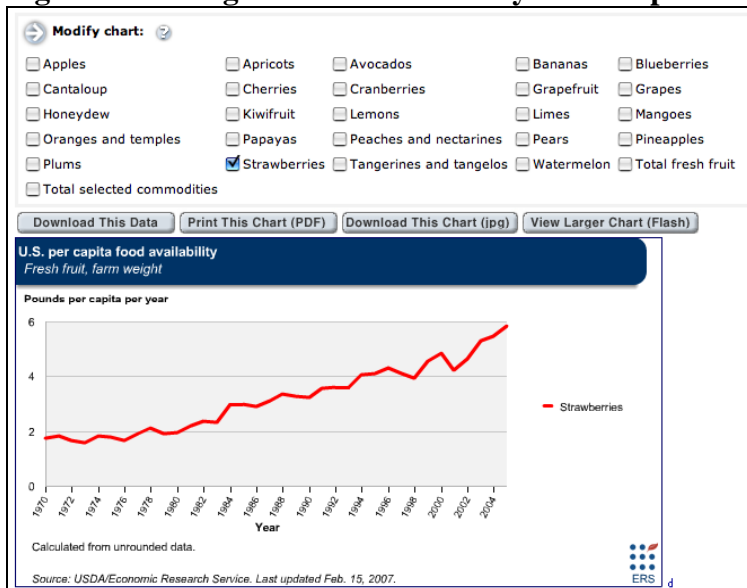 Modify chart:
Apples Apricots Avocados Bananas Blueberries
Cantaloup Cherries Cranberries Grapefruit Grapes
Honeydew Kiwifruit Lemons Limes Mangoes
Oranges and temples Papayas Peaches and nectarines Pears Pineapples
Plums Strawberries Tangerines and tangelos Watermelon Total fresh fruit
Total selected commodities
Download This Data Print This Chart (PDF) Download This Chart (jpg) View Larger Chart (Flash)
U.S. per capita food availability
Fresh fruit, farm weight
Pounds per capita per year
6
4
2
0
Strawberries
1970 1972 1974 1976 1978 1980 1982 1984 1986 1988 1990 1992 1994 1996 1998 2000 2002 2004
Year
Calculated from unrounded data.
Source: USDA/Economic Research Service. Last updated Feb. 15, 2007.
ERS d